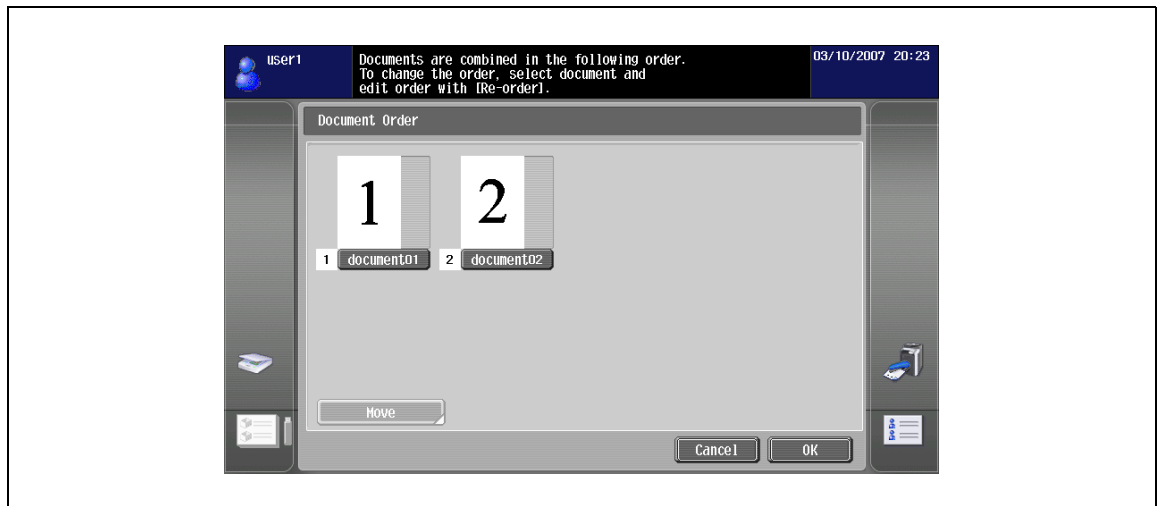 user1
Documents are combined in the following order.
To change the order, select document and
edit order with [Re-order].
03/10/2007 20:23
Document Order
1 2
1 document01 2 document02
Move
Cancel OK